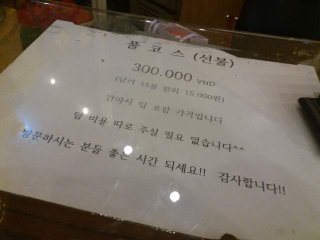 풀코스 (선불)
300.000 VND
(달러 15불 한화 15.000원)
안마사 팁 포함 가격입니다
팁 비용 따로 주실 필요 없습니다^^
방문하시는 분들 좋은 시간 되세요!! 감사합니다!!